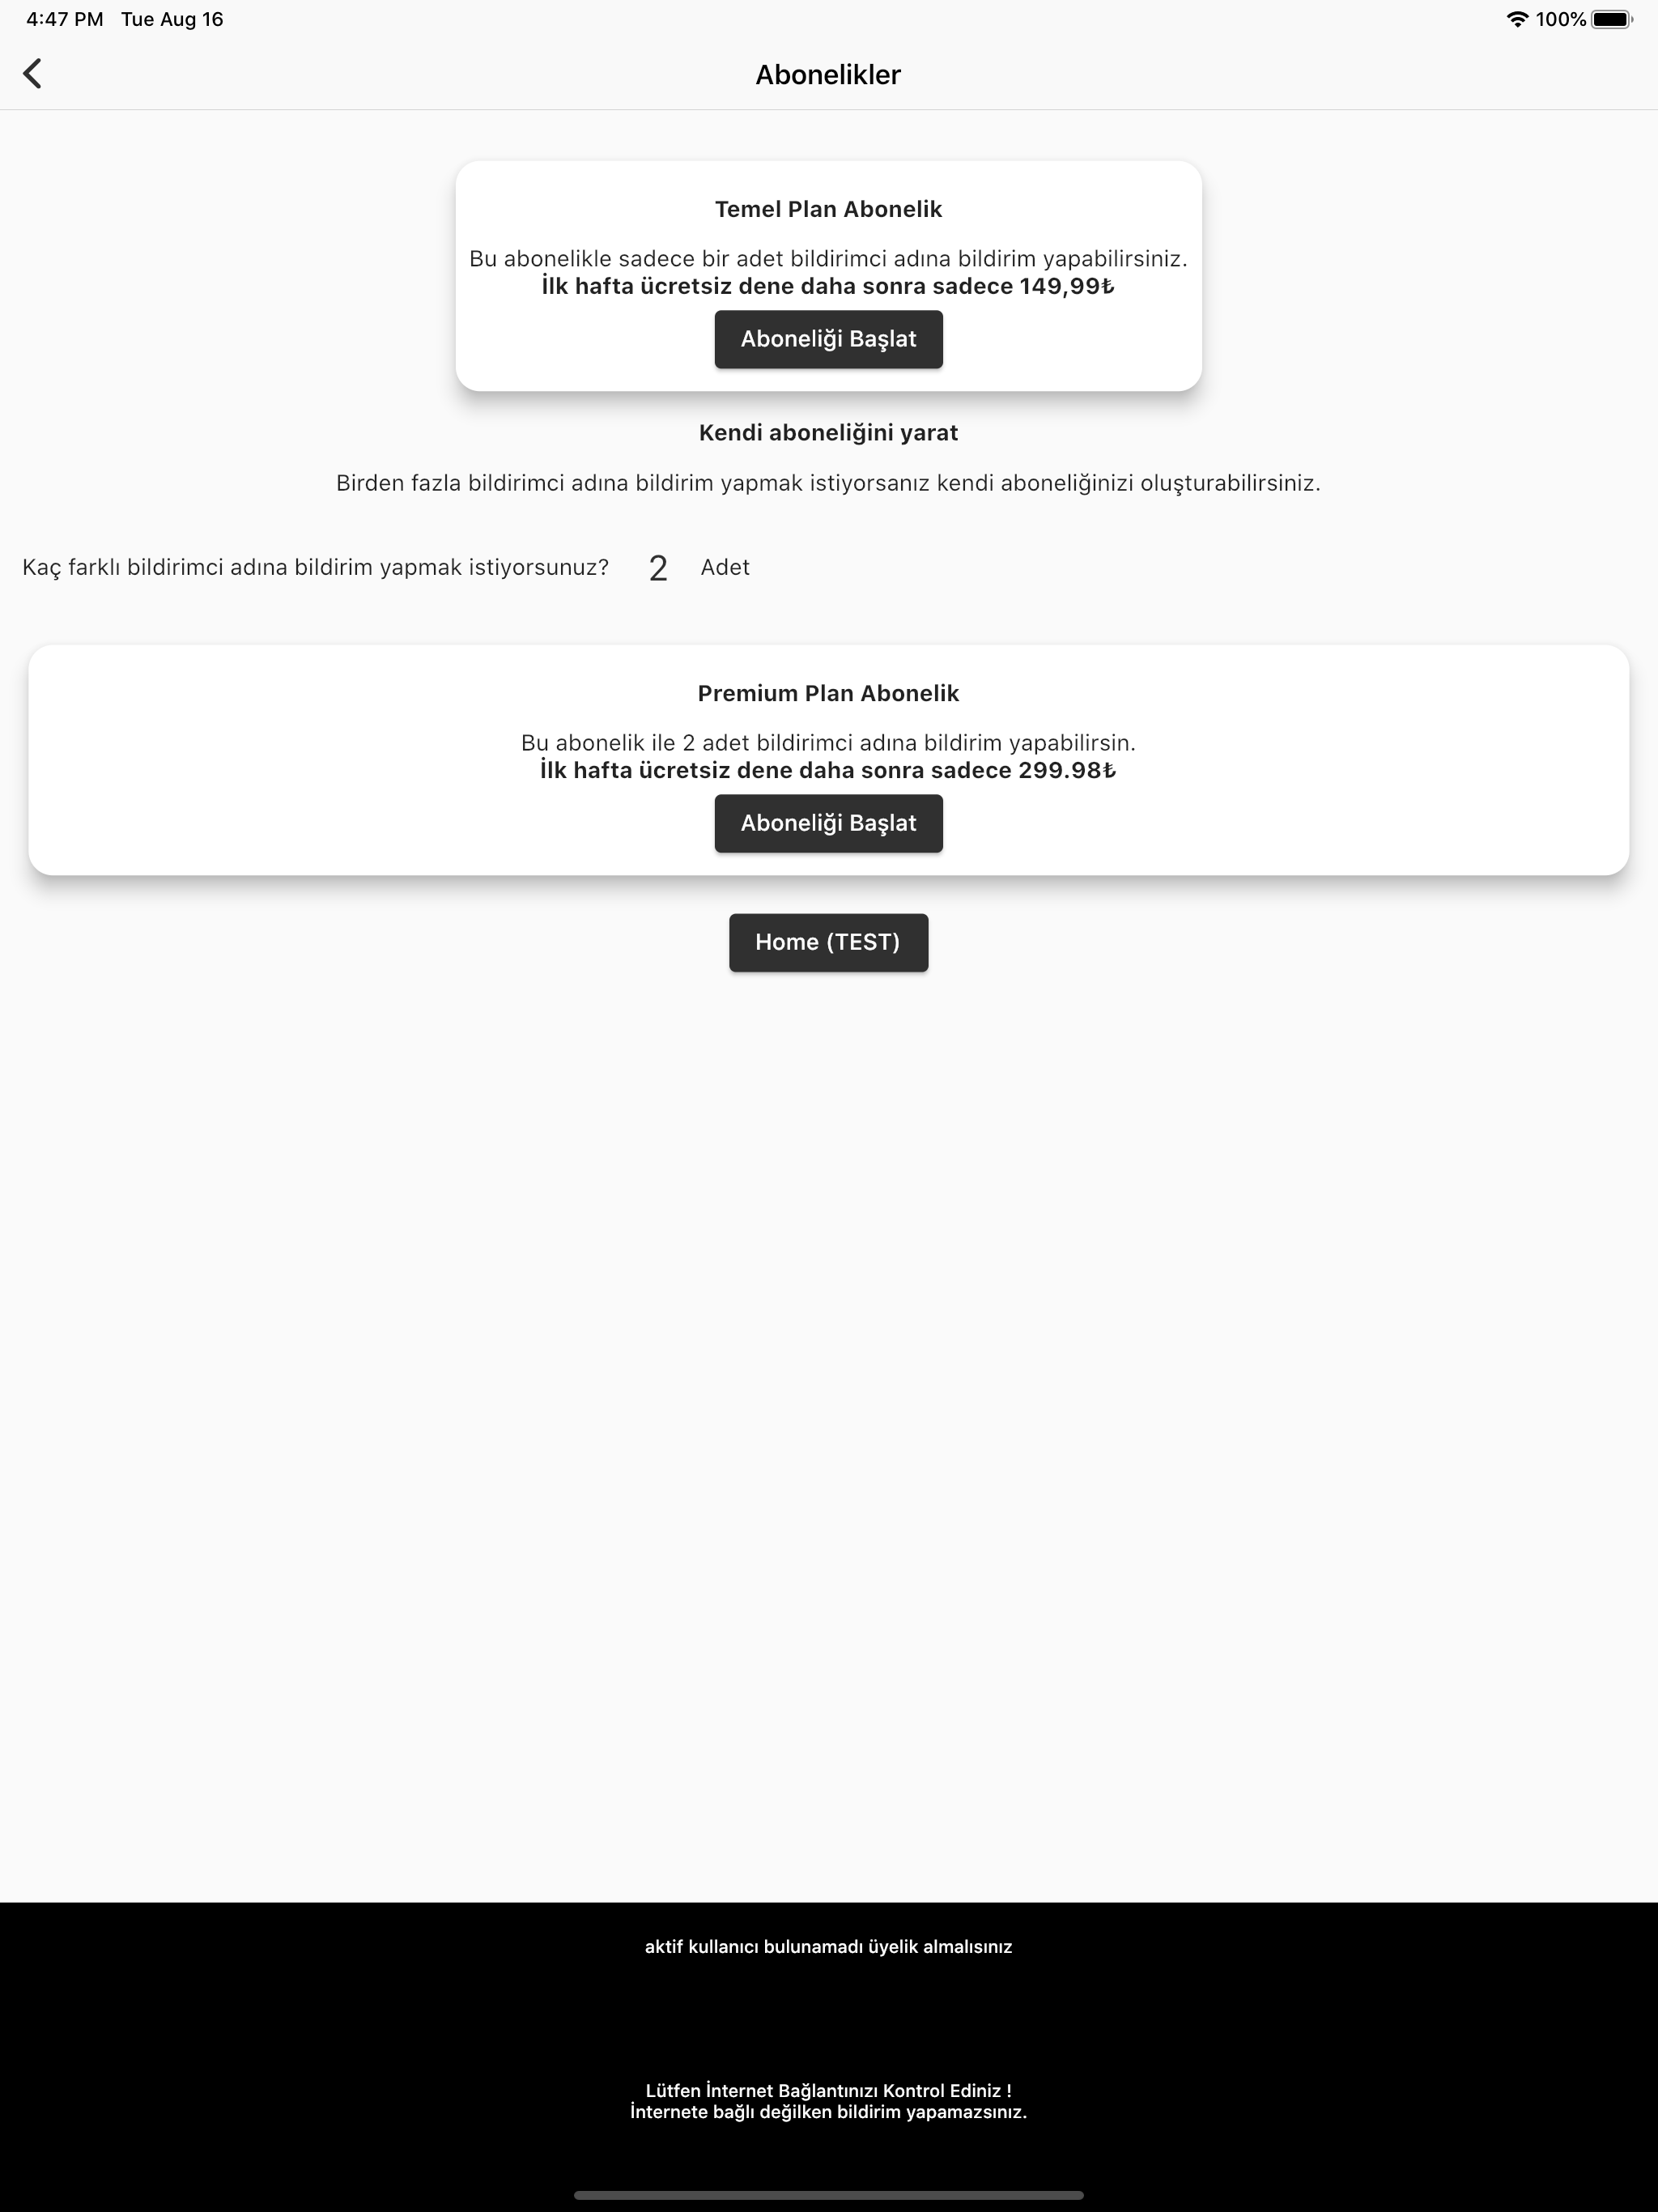 4:47 PM Tue Aug 16
100%
Abonelikler
Temel Plan Abonelik
Bu abonelikle sadece bir adet bildirimci adına bildirim yapabilirsiniz.
İlk hafta ücretsiz dene daha sonra sadece 149,99₺
Aboneliği Başlat
Kendi aboneliğini yarat
Birden fazla bildirimci adına bildirim yapmak istiyorsanız kendi aboneliğinizi oluşturabilirsiniz.
Kaç farklı bildirimci adına bildirim yapmak istiyorsunuz? 2 Adet
Premium Plan Abonelik
Bu abonelik ile 2 adet bildirimci adına bildirim yapabilirsin.
İlk hafta ücretsiz dene daha sonra sadece 299.98₺
Aboneliği Başlat
Home (TEST)
aktif kullanıcı bulunamadı üyelik almalısınız
Lütfen İnternet Bağlantınızı Kontrol Ediniz !
İnternete bağlı değilken bildirim yapamazsınız.